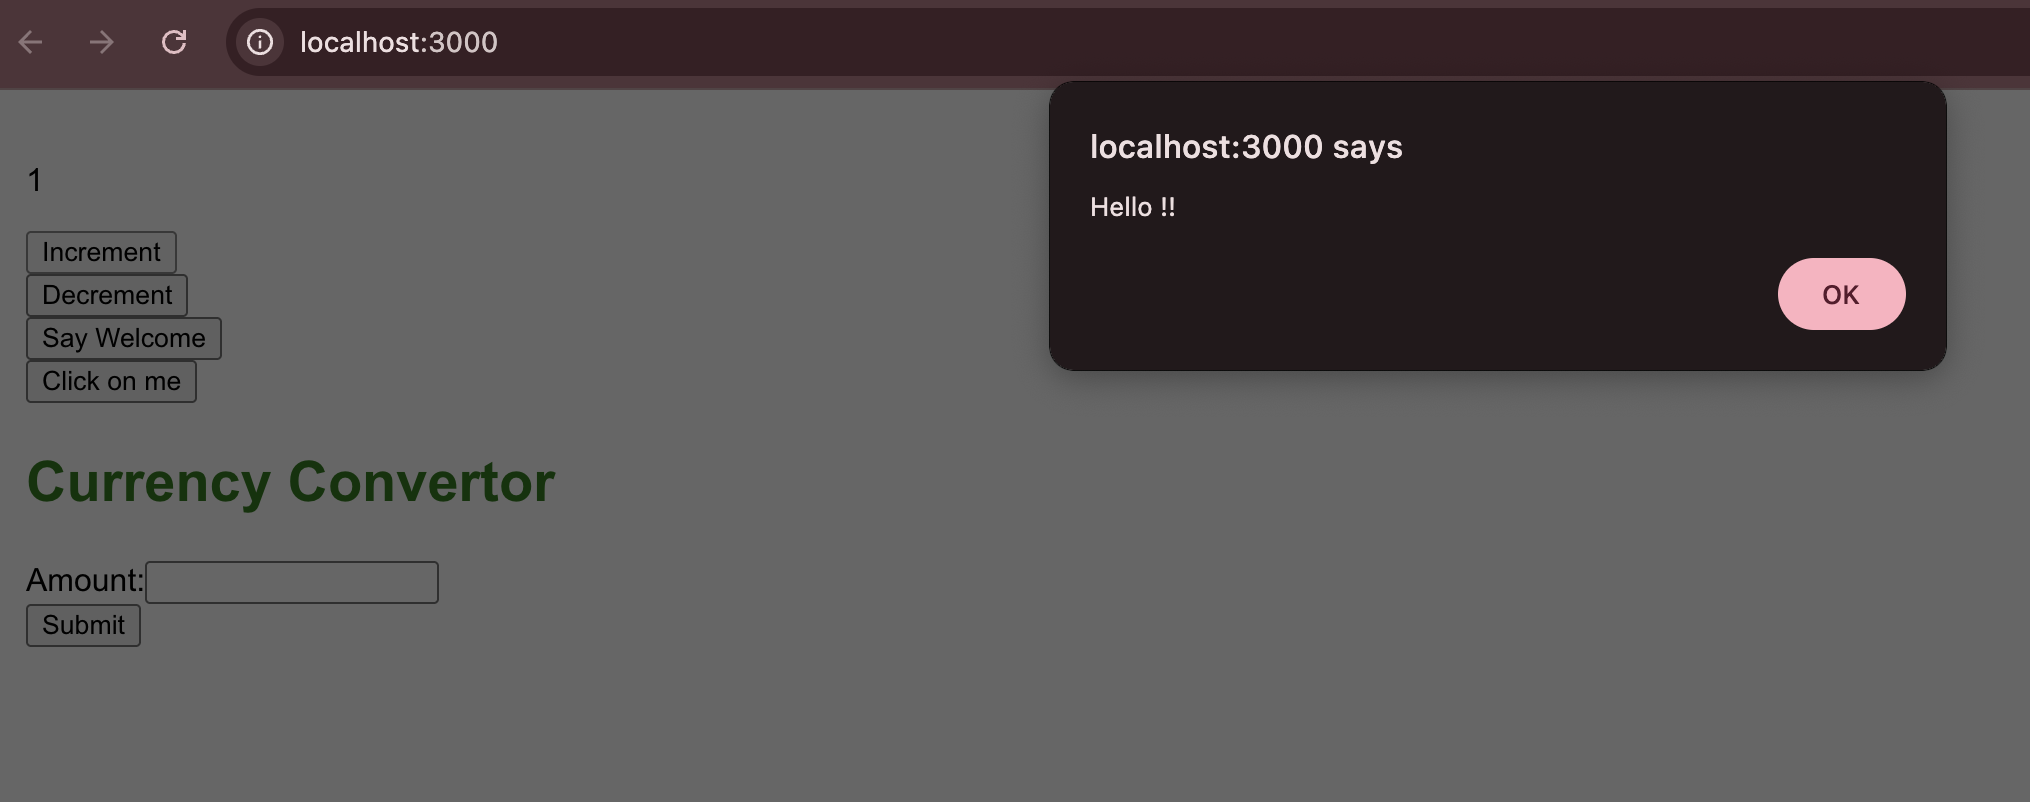 localhost:3000
localhost:3000 says
Hello !!
OK
1
Increment
Decrement
Say Welcome
Click on me
Currency Convertor
Amount:
Submit